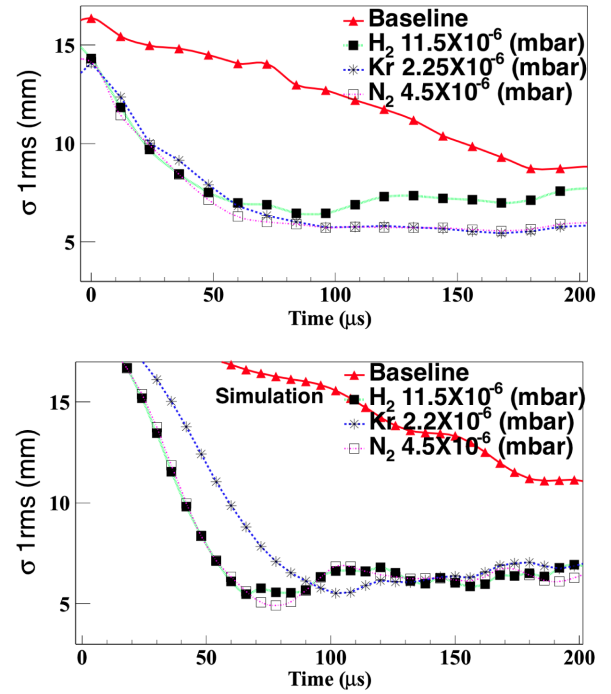 Baseline
H₂ 11.5X10⁻⁶ (mbar)
Kr 2.25X10⁻⁶ (mbar)
N₂ 4.5X10⁻⁶ (mbar)
σ 1rms (mm)
15
10
5
0 50 100 150 200
Time (μs)
Baseline
Simulation
H₂ 11.5X10⁻⁶ (mbar)
Kr 2.2X10⁻⁶ (mbar)
N₂ 4.5X10⁻⁶ (mbar)
σ 1rms (mm)
15
10
5
0 50 100 150 200
Time (μs)